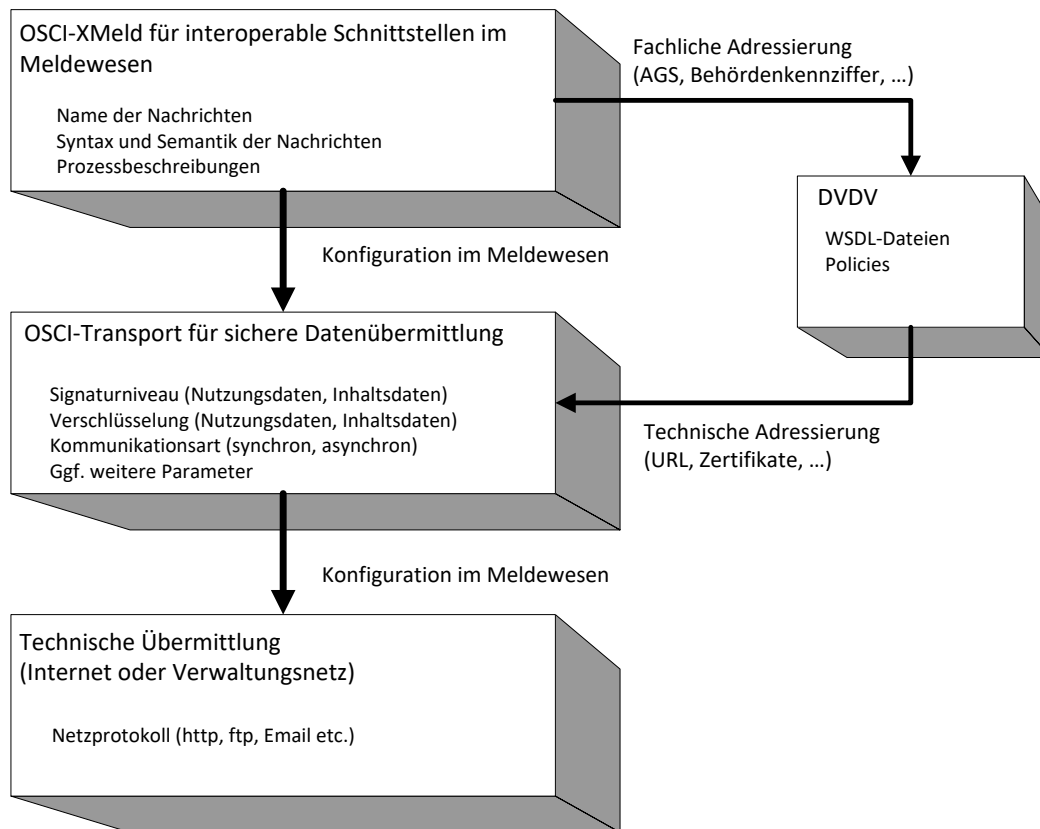 OSCI-XMeld für interoperable Schnittstellen im
Meldewesen
Name der Nachrichten
Syntax und Semantik der Nachrichten
Prozessbeschreibungen
Fachliche Adressierung
(AGS, Behördenkennziffer, ...)
DVDV
WSDL-Dateien
Policies
Konfiguration im Meldewesen
OSCI-Transport für sichere Datenübermittlung
Signaturniveau (Nutzungsdaten, Inhaltsdaten)
Verschlüsselung (Nutzungsdaten, Inhaltsdaten)
Kommunikationsart (synchron, asynchron)
Ggf. weitere Parameter
Technische Adressierung
(URL, Zertifikate, ...)
Konfiguration im Meldewesen
Technische Übermittlung
(Internet oder Verwaltungsnetz)
Netzprotokoll (http, ftp, Email etc.)